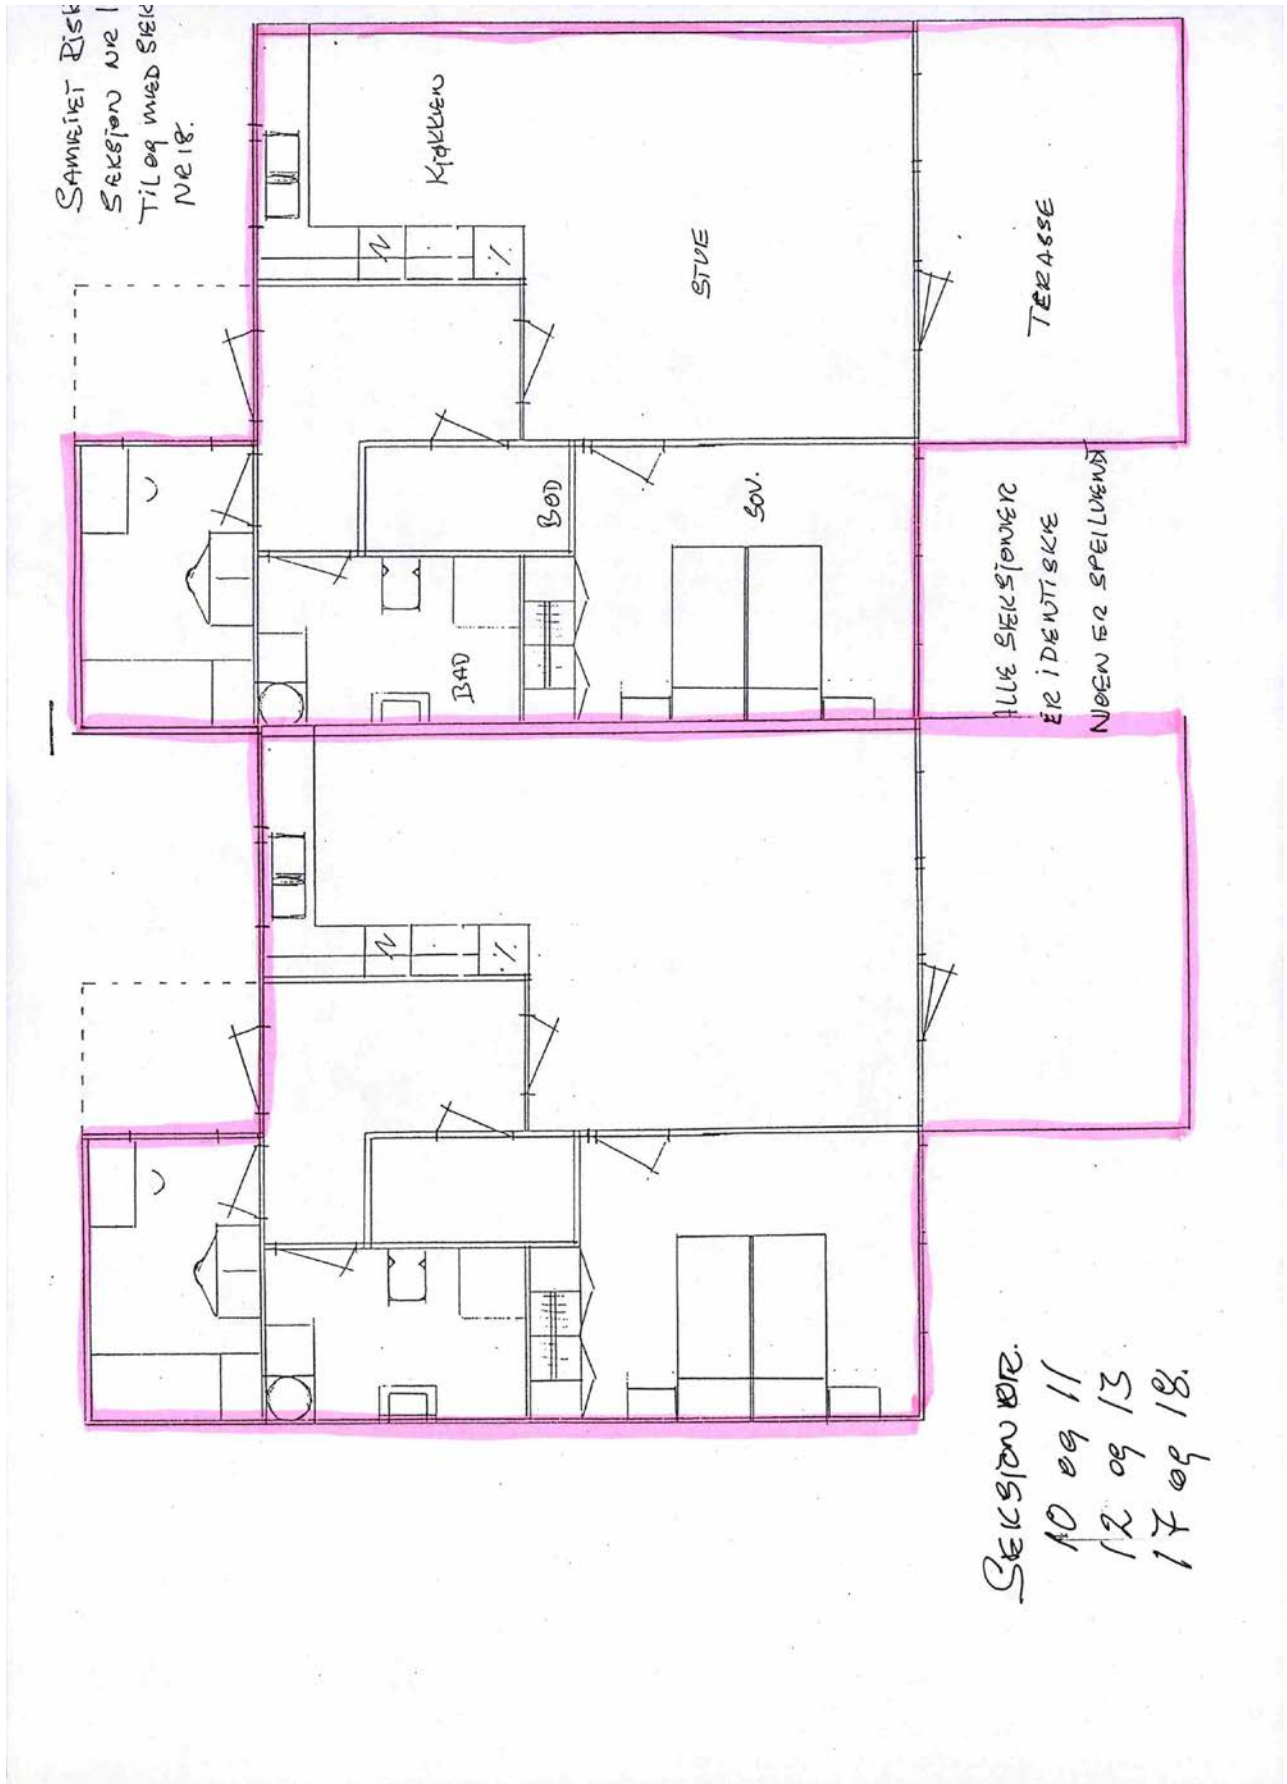 SAMEIET
SEKSJON NR 1
TIL OG MED SEK
NR 18.
KJØKKEN
STUE
TERASSE
BOD
SOV.
BAD
ALLE SEKSJONER
ER IDENTISKE
NOEN ER SPEILVENDT
SEKSJON NR.
10 og 11
12 og 13
17 og 18.